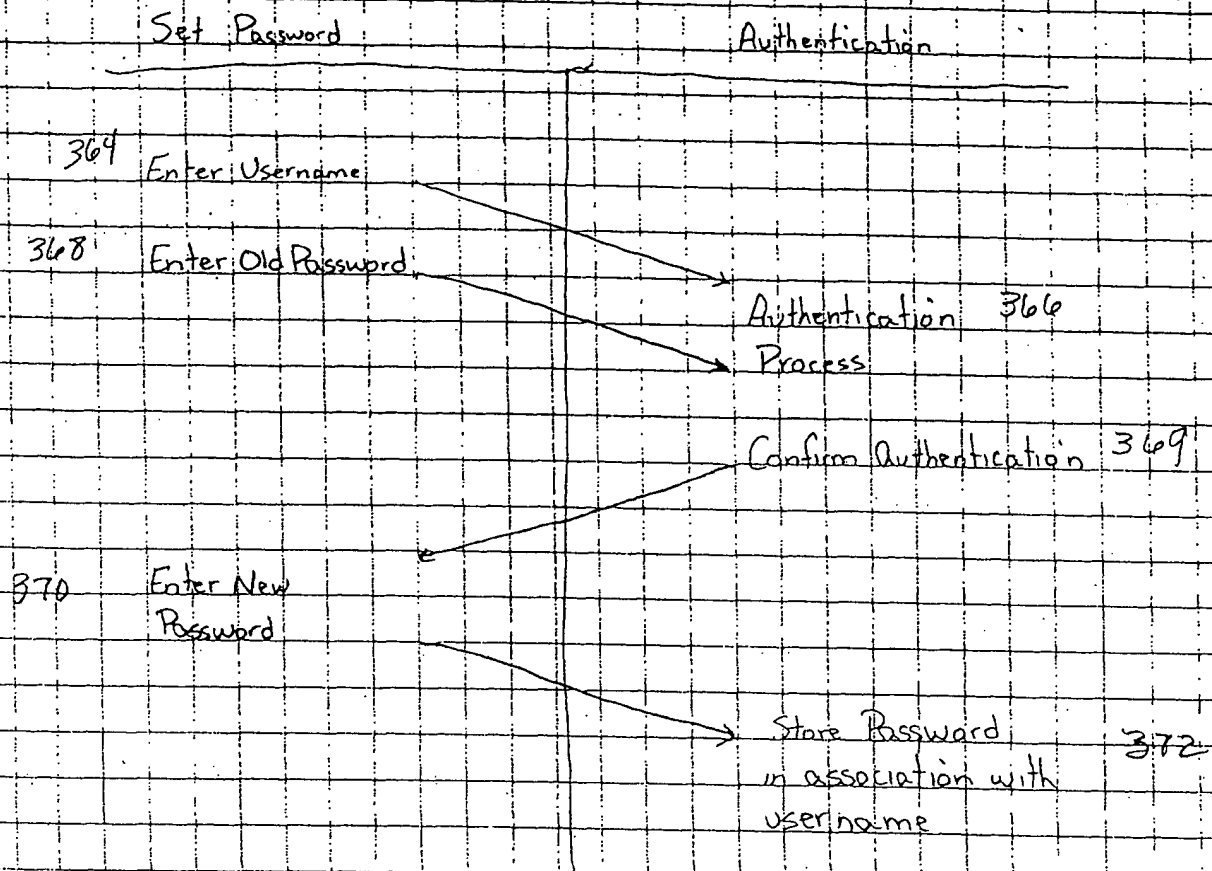 Set Password
Authentication
364 Enter Username
368 Enter Old Password
Authentication 366
Process
Confirm Authentication 369
370 Enter New
Password
Store Password 372
in association with
username